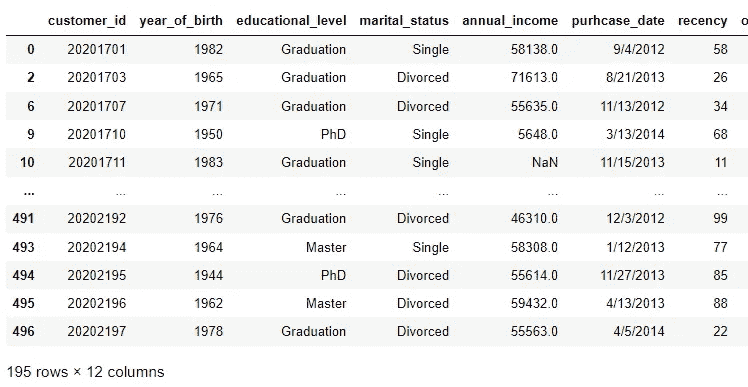 customer_id year_of_birth educational_level marital_status annual_income purhcase_date recency o
0 20201701 1982 Graduation Single 58138.0 9/4/2012 58
2 20201703 1965 Graduation Divorced 71613.0 8/21/2013 26
6 20201707 1971 Graduation Divorced 55635.0 11/13/2012 34
9 20201710 1950 PhD Single 5648.0 3/13/2014 68
10 20201711 1983 Graduation Single NaN 11/15/2013 11
... ... ... ... ... ... ... ...
491 20202192 1976 Graduation Divorced 46310.0 12/3/2012 99
493 20202194 1964 Master Single 58308.0 1/12/2013 77
494 20202195 1944 PhD Divorced 55614.0 11/27/2013 85
495 20202196 1962 Master Divorced 59432.0 4/13/2013 88
496 20202197 1978 Graduation Divorced 55563.0 4/5/2014 22
195 rows × 12 columns